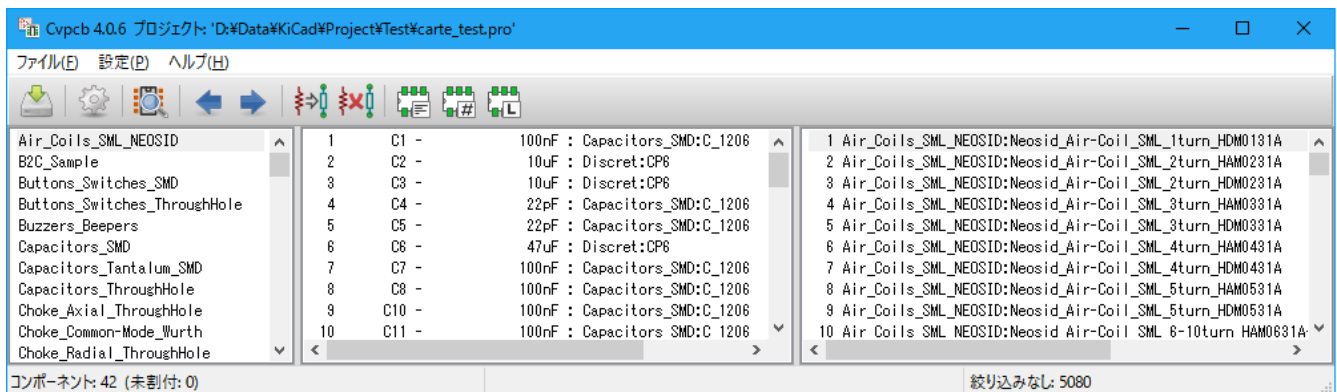 Cvpcb 4.0.6 プロジェクト: 'D:¥Data¥KiCad¥Project¥Test¥carte_test.pro'
ファイル(F) 設定(P) ヘルプ(H)
Air_Coils_SML_NEOSID
B2C_Sample
Buttons_Switches_SMD
Buttons_Switches_ThroughHole
Buzzers_Beepers
Capacitors_SMD
Capacitors_Tantalum_SMD
Capacitors_ThroughHole
Choke_Axial_ThroughHole
Choke_Common-Mode_Wurth
Choke_Radial_ThroughHole
1 C1 - 100nF : Capacitors_SMD:C_1206
2 C2 - 10uF : Discret:CP6
3 C3 - 10uF : Discret:CP6
4 C4 - 22pF : Capacitors_SMD:C_1206
5 C5 - 22pF : Capacitors_SMD:C_1206
6 C6 - 47uF : Discret:CP6
7 C7 - 100nF : Capacitors_SMD:C_1206
8 C8 - 100nF : Capacitors_SMD:C_1206
9 C10 - 100nF : Capacitors_SMD:C_1206
10 C11 - 100nF : Capacitors_SMD:C_1206
1 Air_Coils_SML_NEOSID:Neosid_Air-Coil_SML_1turn_HDM0131A
2 Air_Coils_SML_NEOSID:Neosid_Air-Coil_SML_2turn_HAM0231A
3 Air_Coils_SML_NEOSID:Neosid_Air-Coil_SML_2turn_HDM0231A
4 Air_Coils_SML_NEOSID:Neosid_Air-Coil_SML_3turn_HAM0331A
5 Air_Coils_SML_NEOSID:Neosid_Air-Coil_SML_3turn_HDM0331A
6 Air_Coils_SML_NEOSID:Neosid_Air-Coil_SML_4turn_HAM0431A
7 Air_Coils_SML_NEOSID:Neosid_Air-Coil_SML_4turn_HDM0431A
8 Air_Coils_SML_NEOSID:Neosid_Air-Coil_SML_5turn_HAM0531A
9 Air_Coils_SML_NEOSID:Neosid_Air-Coil_SML_5turn_HDM0531A
10 Air_Coils_SML_NEOSID:Neosid_Air-Coil_SML_6-10turn_HAM0631A-
コンポーネント: 42 (未割付: 0)
絞り込みなし: 5080